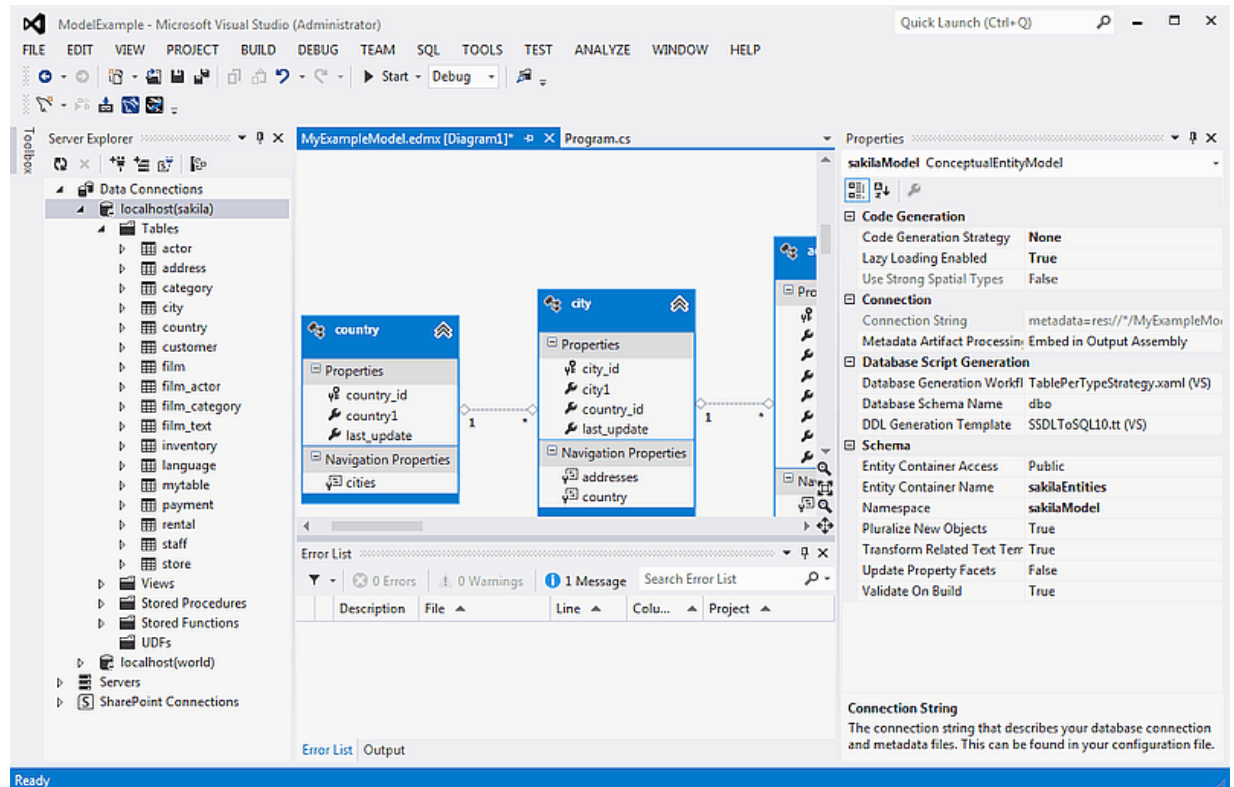 ModelExample - Microsoft Visual Studio (Administrator)
Quick Launch (Ctrl+Q)
FILE EDIT VIEW PROJECT BUILD DEBUG TEAM SQL TOOLS TEST ANALYZE WINDOW HELP
Start Debug
Toolbox
Server Explorer
Data Connections
localhost(sakila)
Tables
actor
address
category
city
country
customer
film
film_actor
film_category
film_text
inventory
language
mytable
payment
rental
staff
store
Views
Stored Procedures
Stored Functions
UDFs
localhost(world)
Servers
SharePoint Connections
MyExampleModel.edmx [Diagram1]* Program.cs
country
Properties
country_id
country1
last_update
Navigation Properties
cities
1 *
city
Properties
city_id
city1
country_id
last_update
Navigation Properties
addresses
country
1 *
a
Pro
Na
Error List
0 Errors 0 Warnings 1 Message Search Error List
Description File Line Colu... Project
Error List Output
Properties
sakilaModel ConceptualEntityModel
Code Generation
Code Generation Strategy None
Lazy Loading Enabled True
Use Strong Spatial Types False
Connection
Connection String metadata=res://*/MyExampleMo
Metadata Artifact Processin Embed in Output Assembly
Database Script Generation
Database Generation Workfl TablePerTypeStrategy.xaml (VS)
Database Schema Name dbo
DDL Generation Template SSDLToSQL10.tt (VS)
Schema
Entity Container Access Public
Entity Container Name sakilaEntities
Namespace sakilaModel
Pluralize New Objects True
Transform Related Text Tem True
Update Property Facets False
Validate On Build True
Connection String
The connection string that describes your database connection
and metadata files. This can be found in your configuration file.
Ready